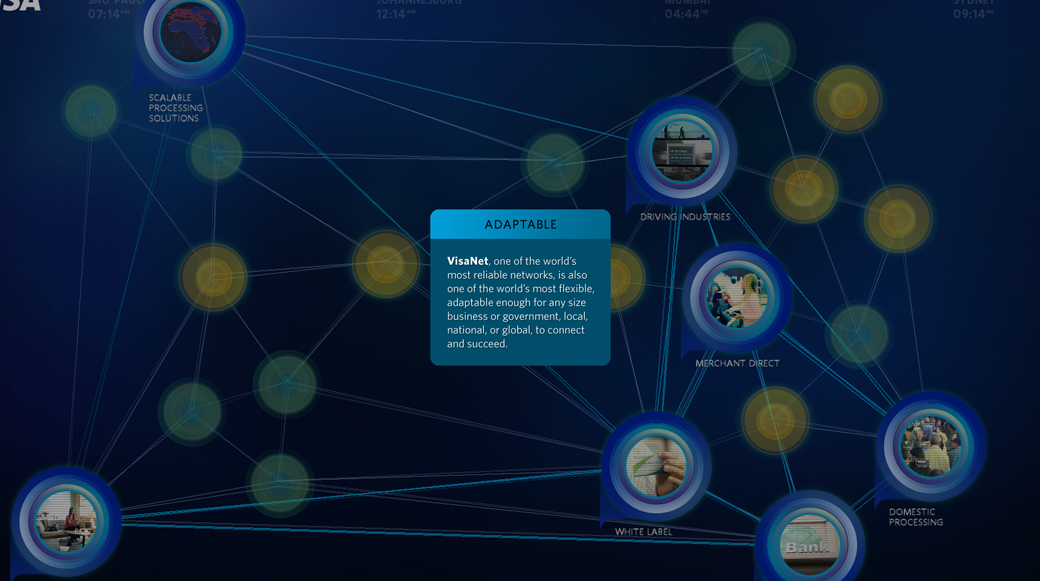 SAO PAULO
JOHANNESBURG
MUMBAI
SYDNEY
07:14PM
12:14AM
04:44AM
09:14AM
SCALABLE
PROCESSING
SOLUTIONS
DRIVING INDUSTRIES
ADAPTABLE
VisaNet, one of the world's
most reliable networks, is also
one of the world's most flexible,
adaptable enough for any size
business or government, local,
national, or global, to connect
and succeed.
MERCHANT DIRECT
WHITE LABEL
DOMESTIC
PROCESSING
Bank